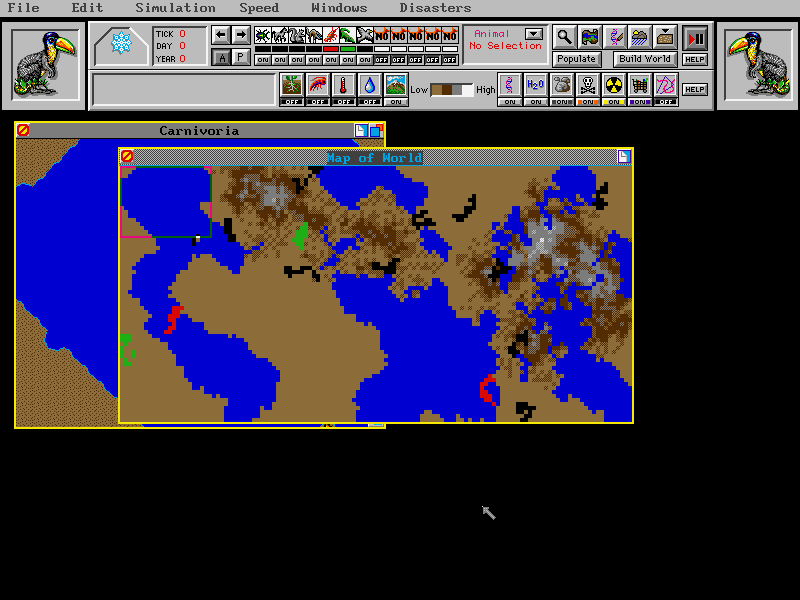 File Edit Simulation Speed Windows Disasters
TICK 0
DAY 0
YEAR 0
A P
NO NO NO NO NO
ON ON ON ON ON ON OFF OFF OFF OFF OFF
Animal
No Selection
Populate
Build World
HELP
H₂O
Low High
HELP
OFF OFF OFF OFF ON
ON ON ON ON ON ON OFF
Carnivoria
Map of World